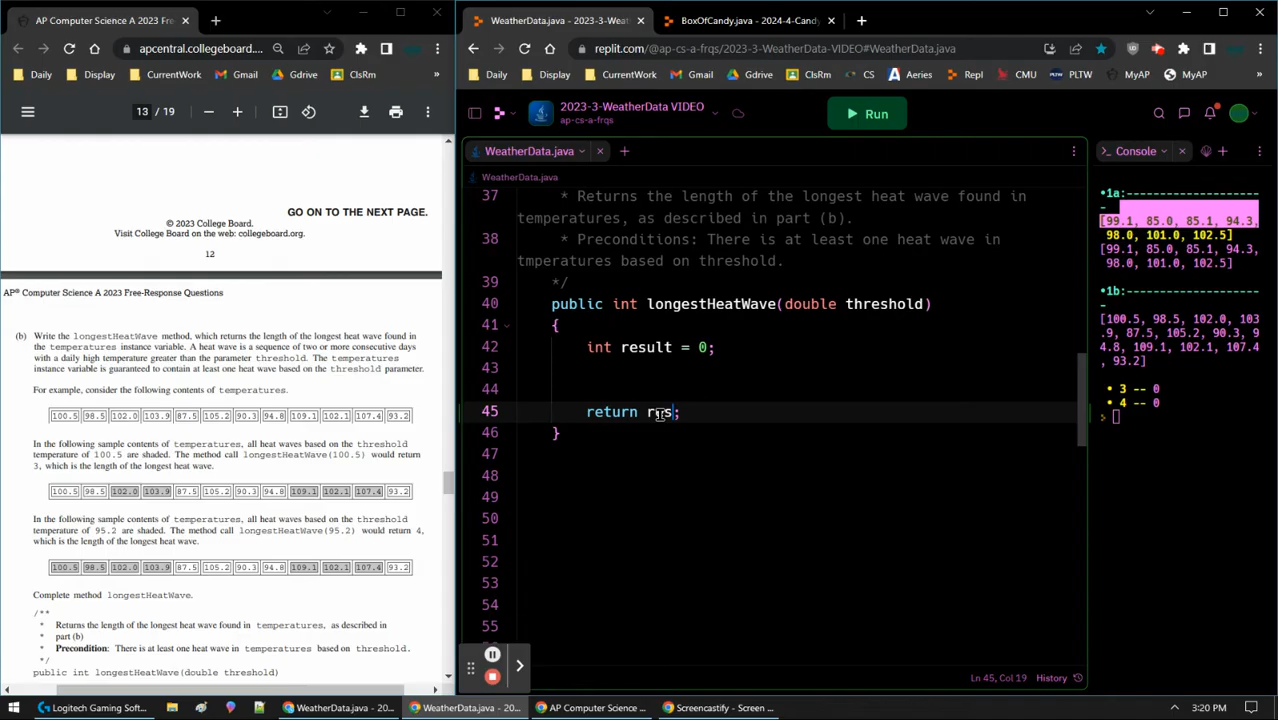 AP Computer Science A 2023 Fre
apcentral.collegeboard....
Daily
Display
CurrentWork
Gmail
Gdrive
ClsRm
»
13 / 19
GO ON TO THE NEXT PAGE.
© 2023 College Board.
Visit College Board on the web: collegeboard.org.
12
AP® Computer Science A 2023 Free-Response Questions
(b) Write the longestHeatWave method, which returns the length of the longest heat wave found in
the temperatures instance variable. A heat wave is a sequence of two or more consecutive days
with a daily high temperature greater than the parameter threshold. The temperatures
instance variable is guaranteed to contain at least one heat wave based on the threshold parameter.
For example, consider the following contents of temperatures.
100.5 98.5 102.0 103.9 87.5 105.2 90.3 94.8 109.1 102.1 107.4 93.2
In the following sample contents of temperatures, all heat waves based on the threshold
temperature of 100.5 are shaded. The method call longestHeatWave(100.5) would return
3, which is the length of the longest heat wave.
100.5 98.5 102.0 103.9 87.5 105.2 90.3 94.8 109.1 102.1 107.4 93.2
In the following sample contents of temperatures, all heat waves based on the threshold
temperature of 95.2 are shaded. The method call longestHeatWave(95.2) would return 4,
which is the length of the longest heat wave.
100.5 98.5 102.0 103.9 87.5 105.2 90.3 94.8 109.1 102.1 107.4 93.2
Complete method longestHeatWave.
/**
* Returns the length of the longest heat wave found in temperatures, as described in
* part (b)
* Precondition: There is at least one heat wave in temperatures based on threshold.
*/
public int longestHeatWave(double threshold)
WeatherData.java - 2023-3-Weat
BoxOfCandy.java - 2024-4-Candy
replit.com/@ap-cs-a-frqs/2023-3-WeatherData-VIDEO#WeatherData.java
Daily
Display
CurrentWork
Gmail
Gdrive
ClsRm
CS
Aeries
Repl
CMU
PLTW
MyAP
MyAP
»
2023-3-WeatherData VIDEO
ap-cs-a-frqs
Run
WeatherData.java
WeatherData.java
37 * Returns the length of the longest heat wave found in
temperatures, as described in part (b).
38 * Preconditions: There is at least one heat wave in
tmperatures based on threshold.
39 */
40 public int longestHeatWave(double threshold)
41 {
42 int result = 0;
43
44
45 return res;
46 }
47
48
49
50
51
52
53
54
55
Ln 45, Col 19 History
Console
•1a:---------------------
-
[99.1, 85.0, 85.1, 94.3,
98.0, 101.0, 102.5]
[99.1, 85.0, 85.1, 94.3,
98.0, 101.0, 102.5]
•1b:---------------------
-
[100.5, 98.5, 102.0, 103
.9, 87.5, 105.2, 90.3, 9
4.8, 109.1, 102.1, 107.4
, 93.2]
• 3 -- 0
• 4 -- 0
Logitech Gaming Soft...
WeatherData.java - 20...
WeatherData.java - 20...
AP Computer Science ...
Screencastify - Screen ...
3:20 PM